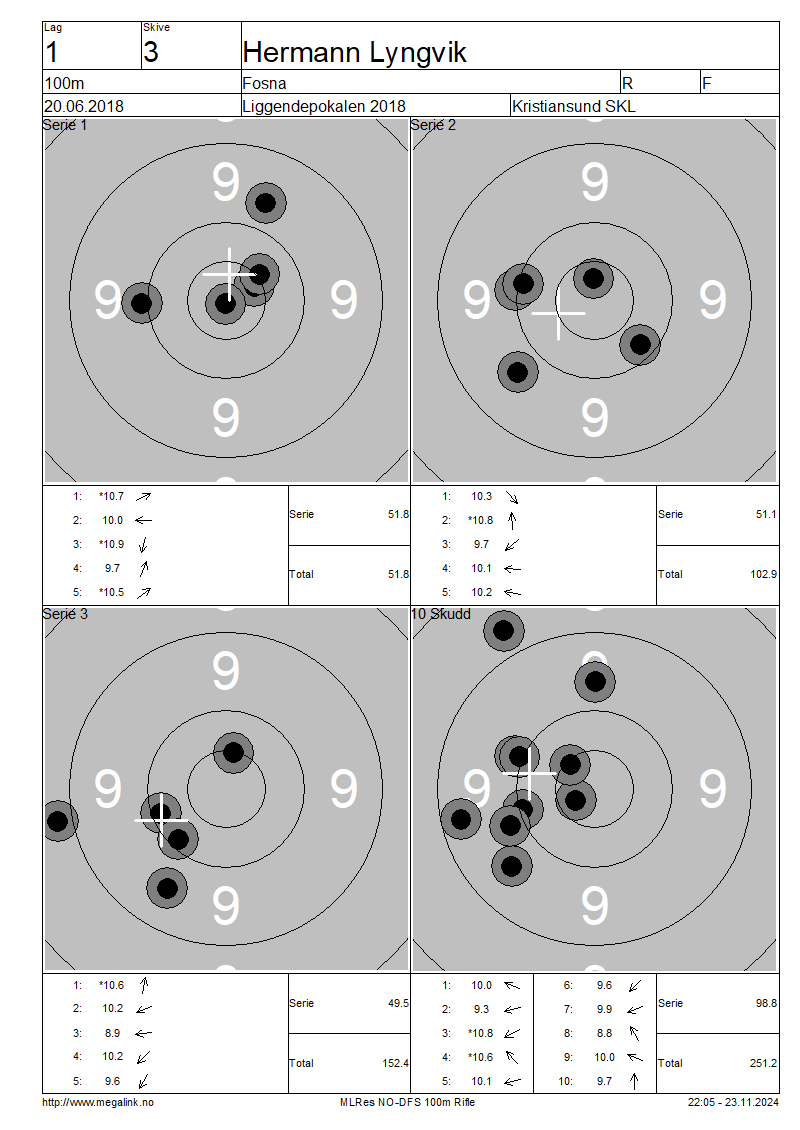 Lag Skive
1 3 Hermann Lyngvik
100m Fosna R F
20.06.2018 Liggendepokalen 2018 Kristiansund SKL
Serie 1
9
9 9
9
Serie 2
9
9 9
9
1: *10.7
2: 10.0
3: *10.9
4: 9.7
5: *10.5
Serie 51.8
Total 51.8
1: 10.3
2: *10.8
3: 9.7
4: 10.1
5: 10.2
Serie 51.1
Total 102.9
Serie 3
9
9 9
9
10 Skudd
9
9 9
9
1: *10.6
2: 10.2
3: 8.9
4: 10.2
5: 9.6
Serie 49.5
Total 152.4
1: 10.0 6: 9.6
2: 9.3 7: 9.9
3: *10.8 8: 8.8
4: *10.6 9: 10.0
5: 10.1 10: 9.7
Serie 98.8
Total 251.2
http://www.megalink.no MLRes NO-DFS 100m Rifle 22:05 - 23.11.2024